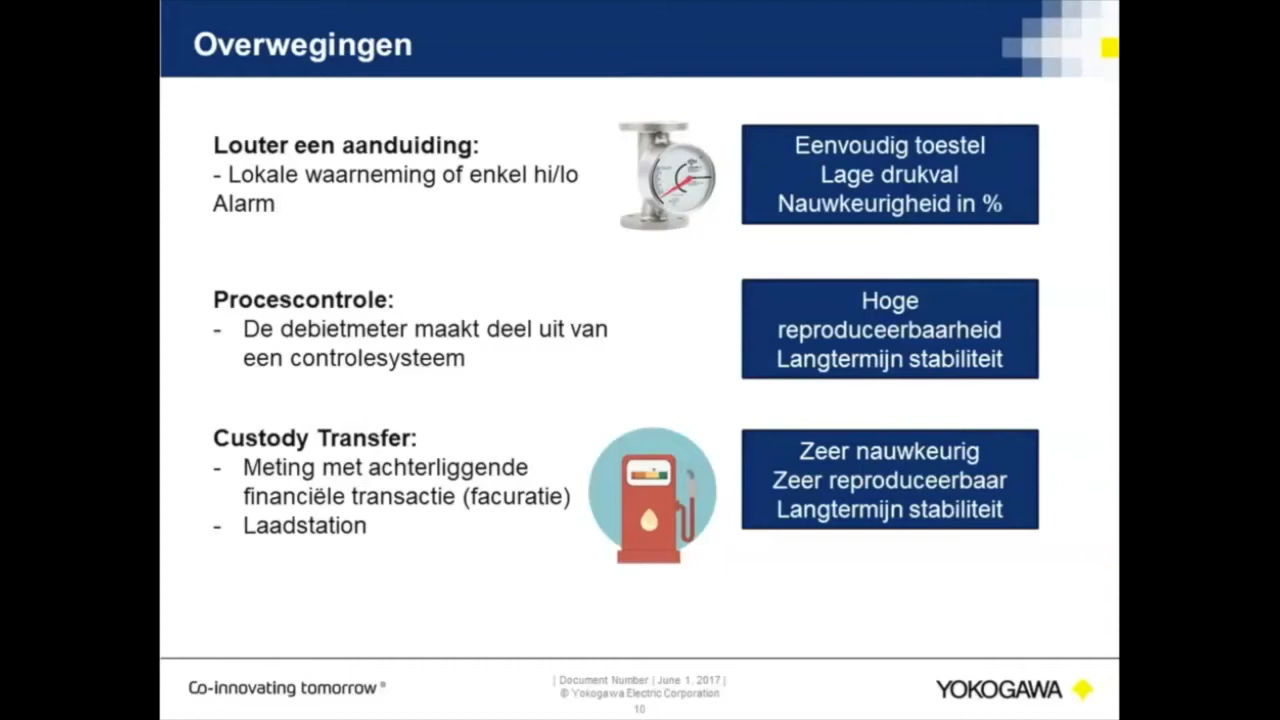 Overwegingen
Louter een aanduiding:
- Lokale waarneming of enkel hi/lo
Alarm
Eenvoudig toestel
Lage drukval
Nauwkeurigheid in %
Procescontrole:
- De debietmeter maakt deel uit van
een controlesysteem
Hoge
reproduceerbaarheid
Langtermijn stabiliteit
Custody Transfer:
- Meting met achterliggende
financiële transactie (facuratie)
- Laadstation
Zeer nauwkeurig
Zeer reproduceerbaar
Langtermijn stabiliteit
Co-innovating tomorrow®
| Document Number | June 1, 2017 |
© Yokogawa Electric Corporation
10
YOKOGAWA